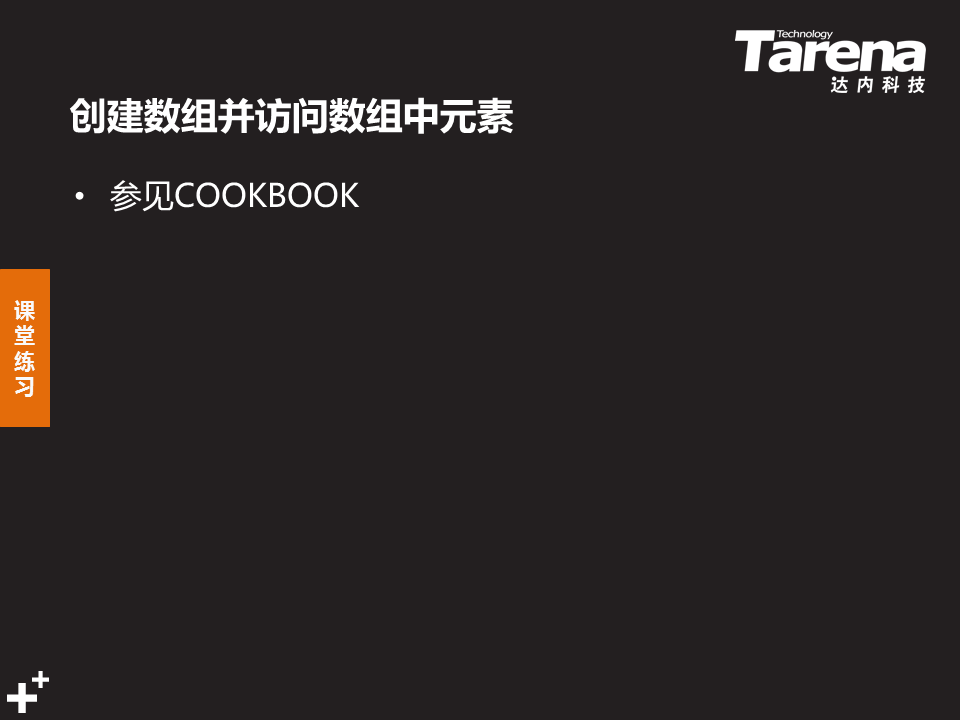 Technology
Tarena
达内科技
创建数组并访问数组中元素
• 参见COOKBOOK
课
堂
练
习